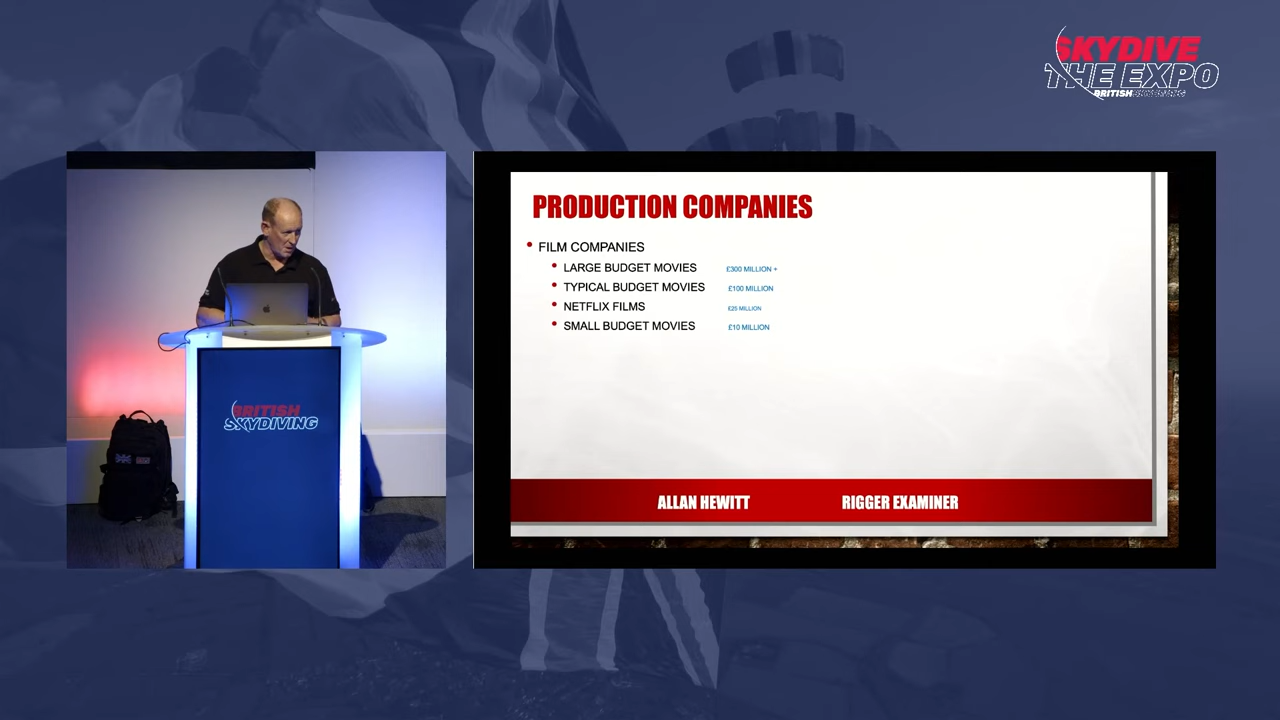 SKYDIVE
THE EXPO
BRITISH SKYDIVING
PRODUCTION COMPANIES
FILM COMPANIES
LARGE BUDGET MOVIES £300 MILLION +
TYPICAL BUDGET MOVIES £100 MILLION
NETFLIX FILMS £25 MILLION
SMALL BUDGET MOVIES £10 MILLION
ALLAN HEWITT RIGGER EXAMINER
BRITISH
SKYDIVING